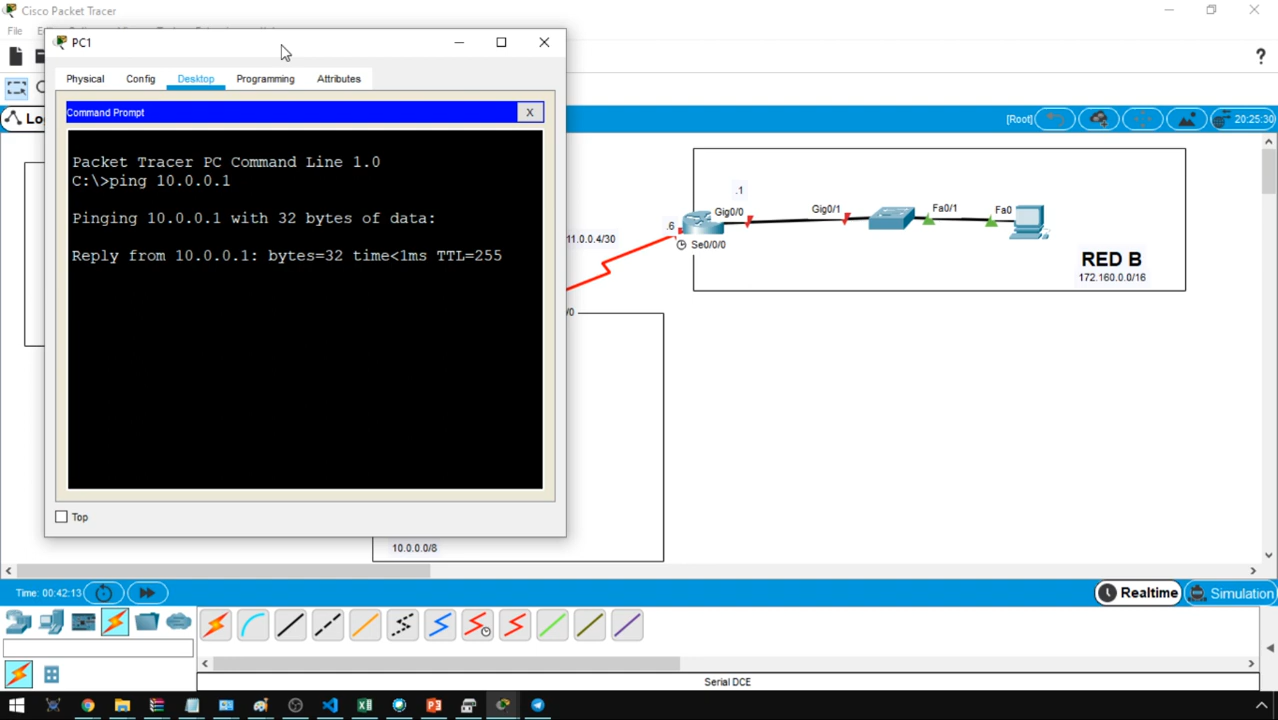 Cisco Packet Tracer
File
PC1
Physical Config Desktop Programming Attributes
Command Prompt X
Packet Tracer PC Command Line 1.0
C:\>ping 10.0.0.1
Pinging 10.0.0.1 with 32 bytes of data:
Reply from 10.0.0.1: bytes=32 time<1ms TTL=255
Top
[Root] 20:25:30
.1
Gig0/0
Gig0/1
Fa0/1
Fa0
.6
11.0.0.4/30
Se0/0/0
RED B
172.160.0.0/16
/0
10.0.0.0/8
Time: 00:42:13
Realtime Simulation
Serial DCE